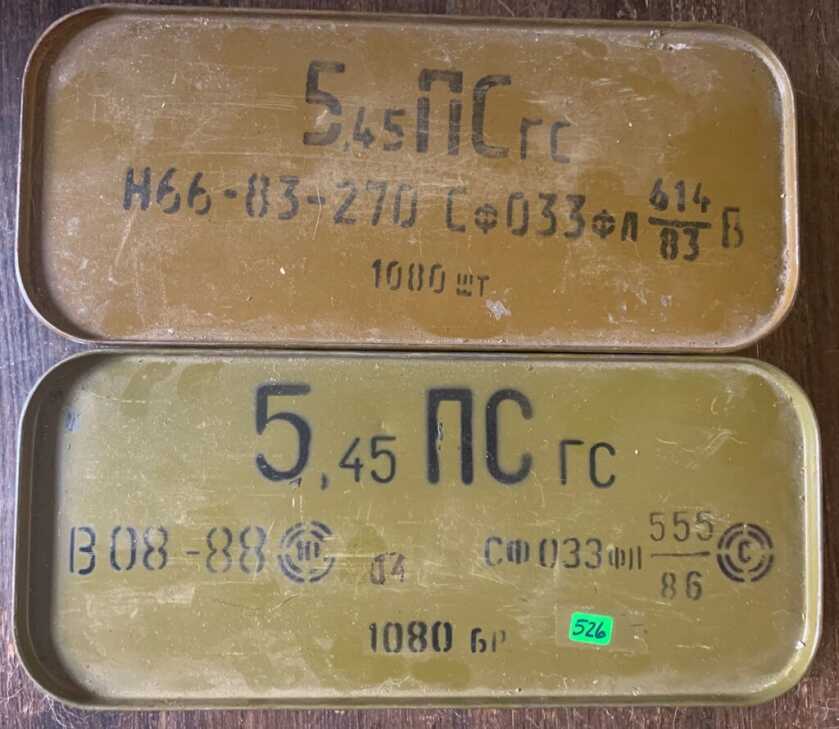 5,45 ПС гс
Н66-83-270 СФ033фл 614/83 В
1080 шт
5,45 ПС гс
В08-88 Ю 04 СФ033фл 555/86 С
1080 БР
526